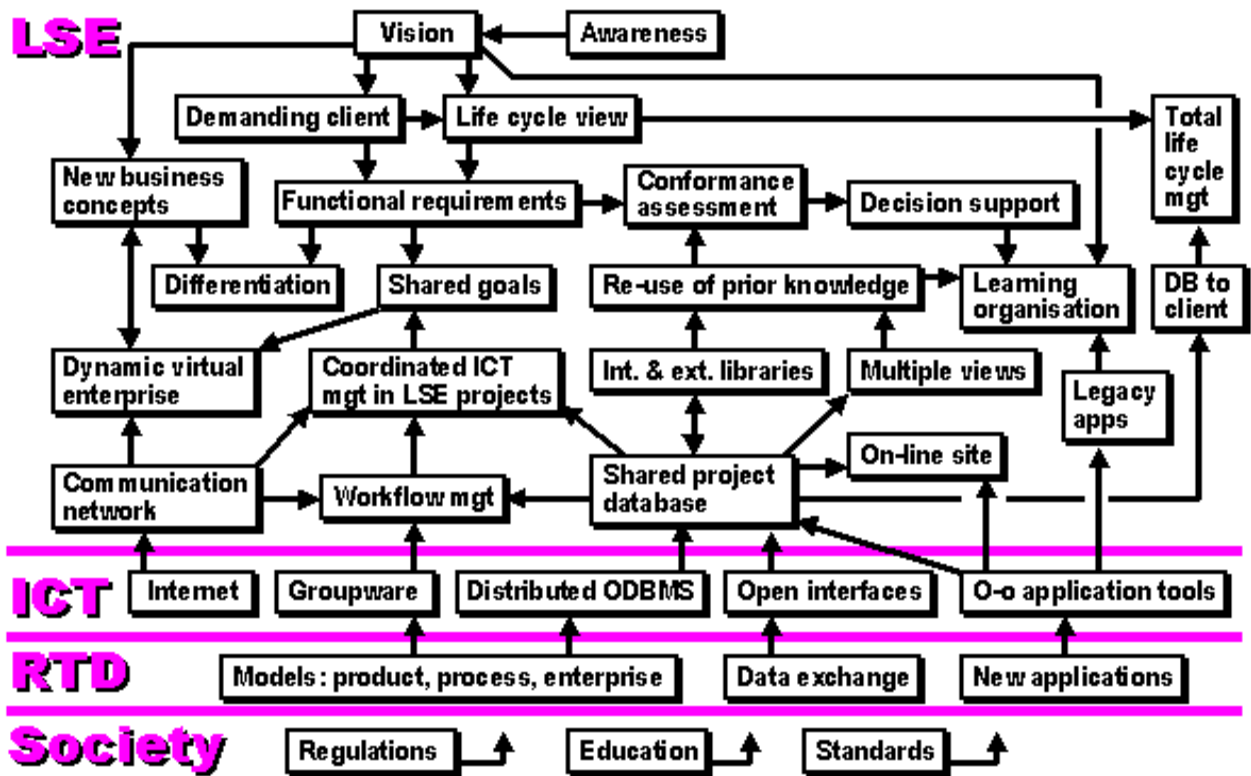 LSE
Vision
Awareness
Demanding client
Life cycle view
Total
life
cycle
mgt
New business
concepts
Functional requirements
Conformance
assessment
Decision support
Differentiation
Shared goals
Re-use of prior knowledge
Learning
organisation
DB to
client
Dynamic virtual
enterprise
Coordinated ICT
mgt in LSE projects
Int. & ext. libraries
Multiple views
Legacy
apps
Communication
network
Workflow mgt
Shared project
database
On-line site
ICT
Internet
Groupware
Distributed ODBMS
Open interfaces
O-o application tools
RTD
Models: product, process, enterprise
Data exchange
New applications
Society
Regulations
Education
Standards